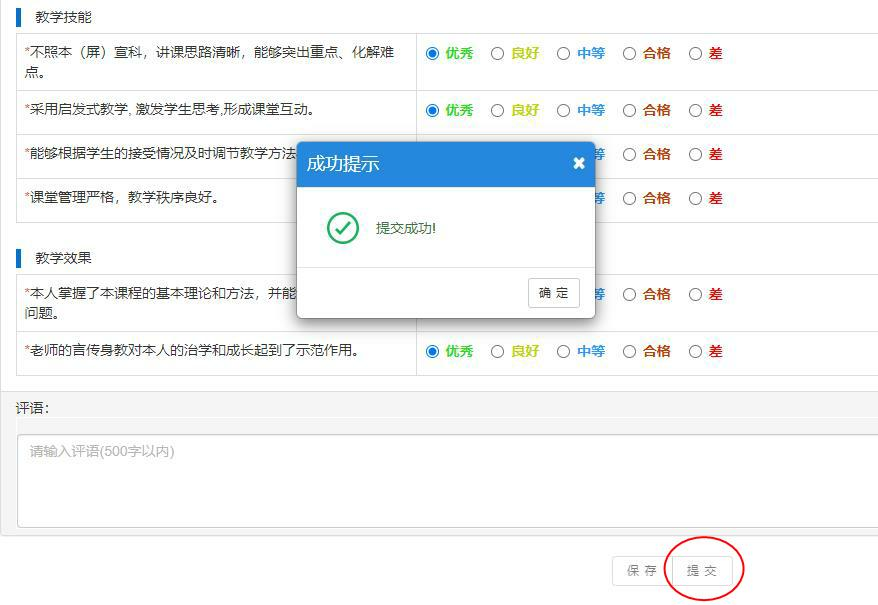 教学技能
*不照本（屏）宣科，讲课思路清晰，能够突出重点、化解难
点。
优秀 良好 中等 合格 差
*采用启发式教学, 激发学生思考,形成课堂互动。
优秀 良好 中等 合格 差
*能够根据学生的接受情况及时调节教学方法
等 合格 差
*课堂管理严格，教学秩序良好。
等 合格 差
成功提示
提交成功!
确 定
教学效果
*本人掌握了本课程的基本理论和方法，并能
问题。
等 合格 差
*老师的言传身教对本人的治学和成长起到了示范作用。
优秀 良好 中等 合格 差
评语：
请输入评语(500字以内)
保 存 提 交